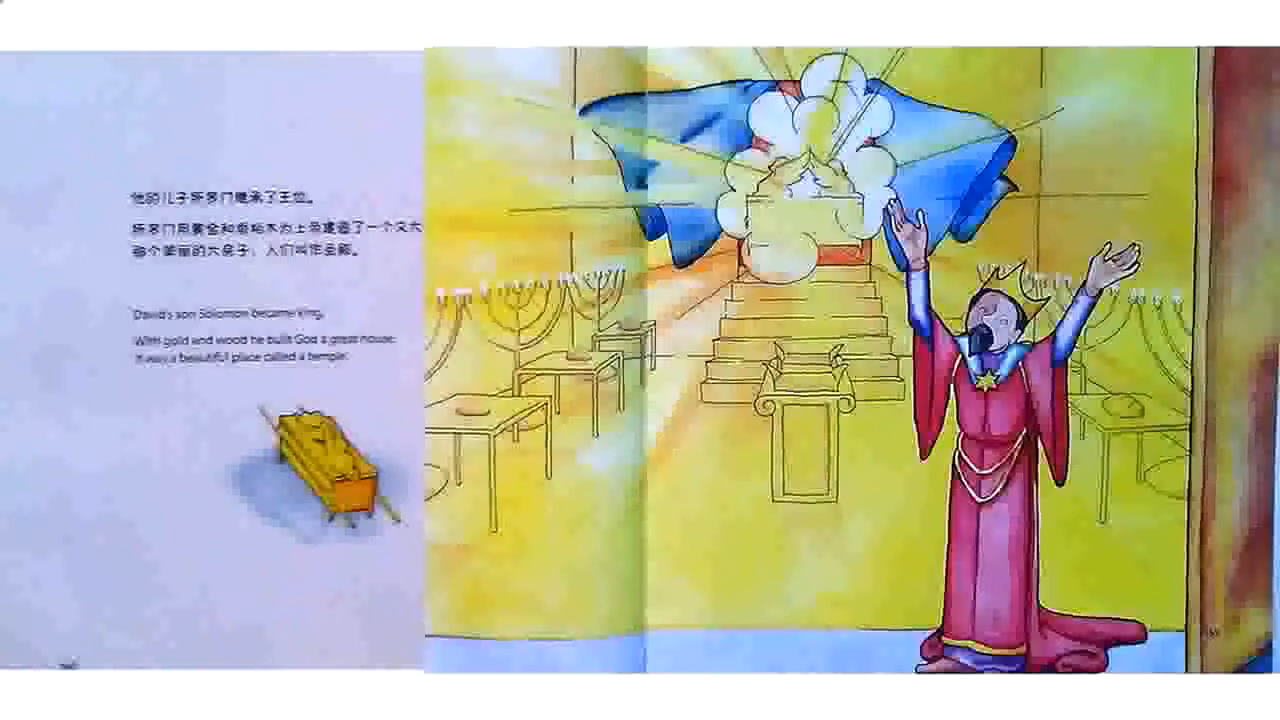 他的儿子所罗门继承了王位。
所罗门用黄金和香柏木为上帝建造了一个又大
那个美丽的大房子，人们叫作圣殿。
David's son Solomon became king.
With gold and wood he built God a great house.
It was a beautiful place called a temple.